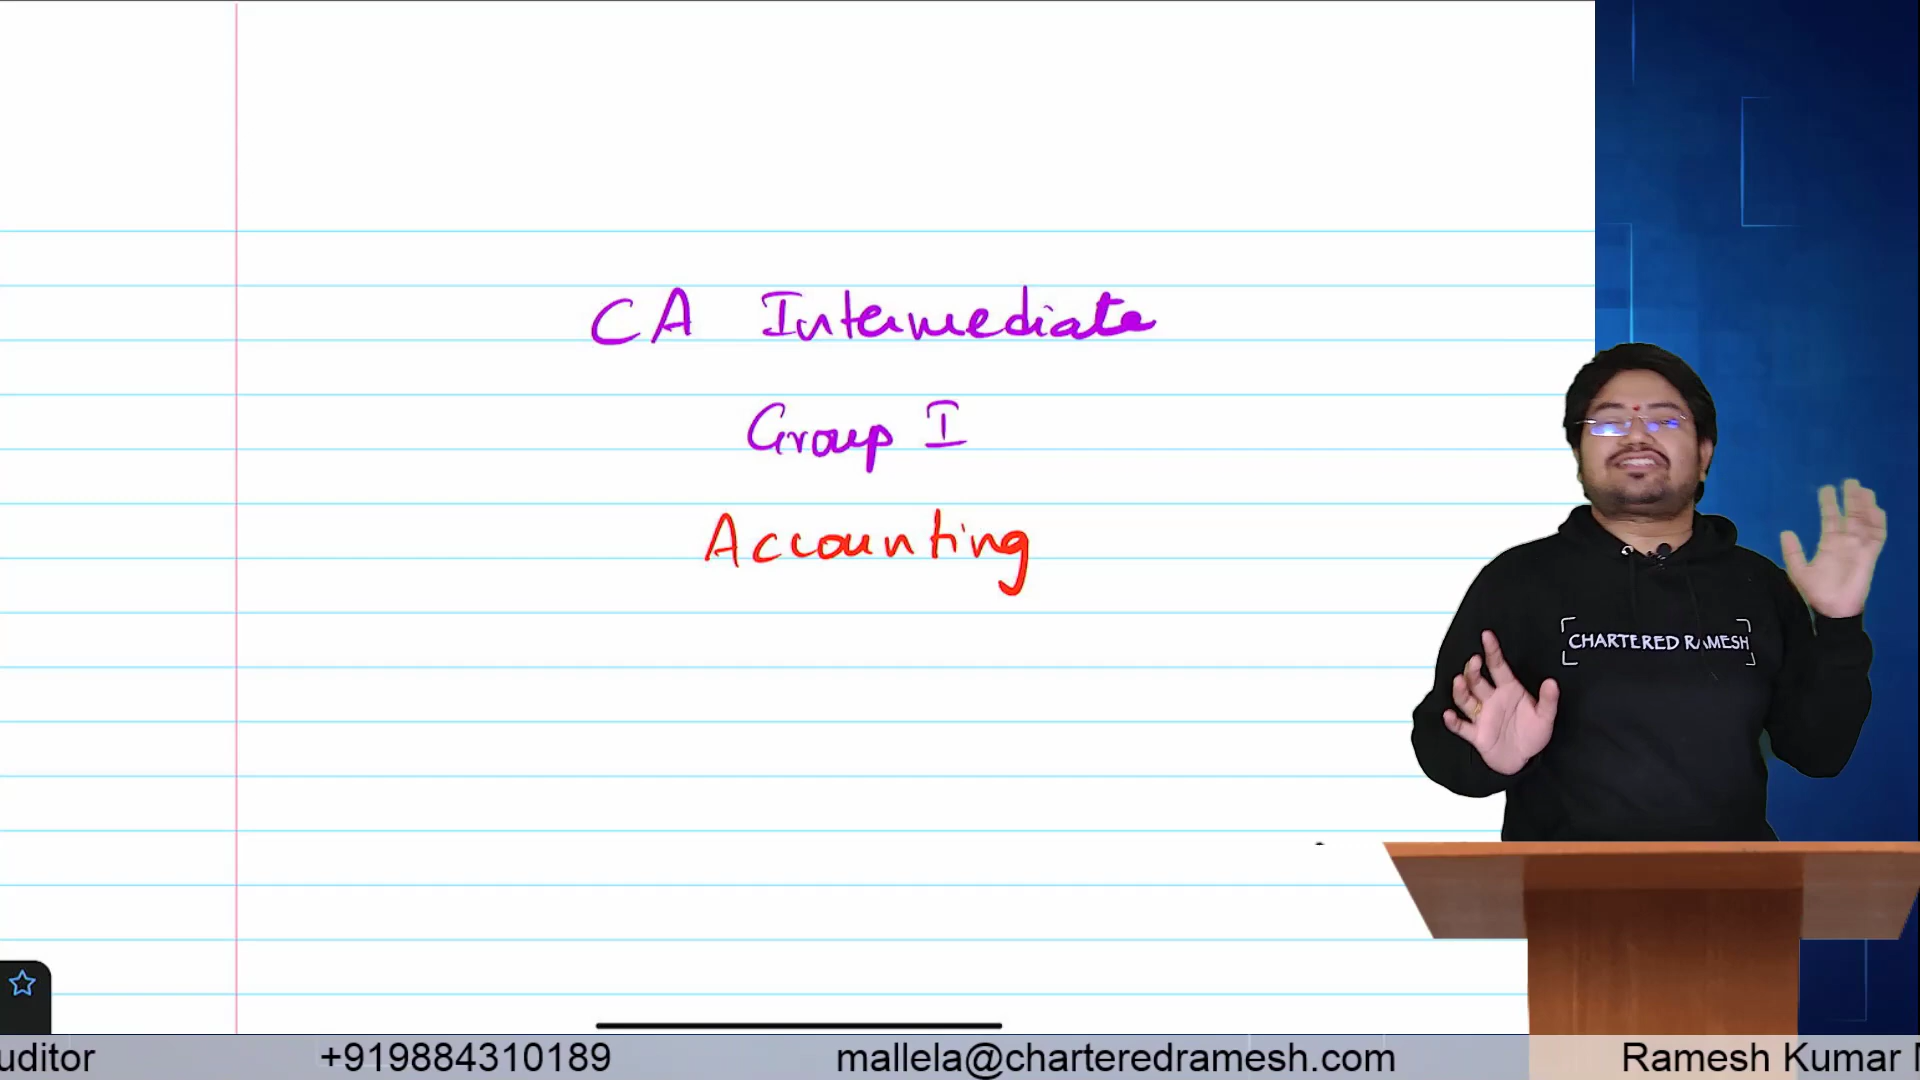 CA Intermediate
Group I
Accounting
CHARTERED RAMESH
uditor +919884310189 mallela@charteredramesh.com Ramesh Kumar